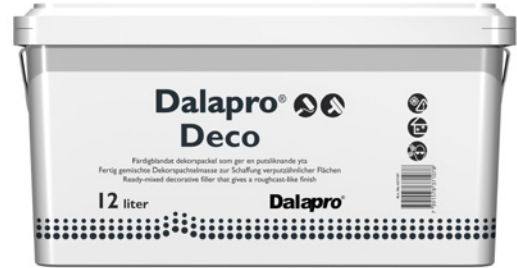 Dalapro®
Deco
Färdigblandat dekorspackel som ger en putsliknande yta
Fertig gemischte Dekorspachtelmasse zur Schaffung verputzähnlicher Flächen
Ready-mixed decorative filler that gives a roughcast-like finish
12 liter
Dalapro®